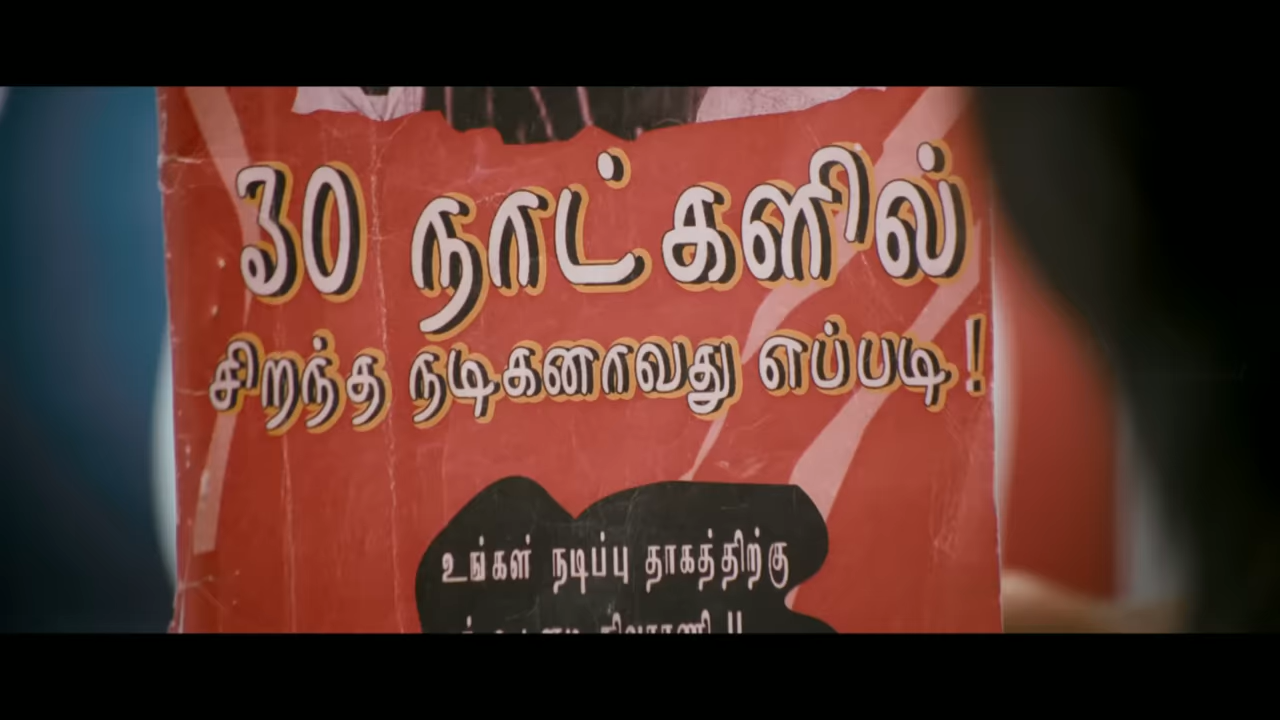 30 நாட்களில்
சிறந்த நடிகனாவது எப்படி!
உங்கள் நடிப்பு தாகத்திற்கு
!!